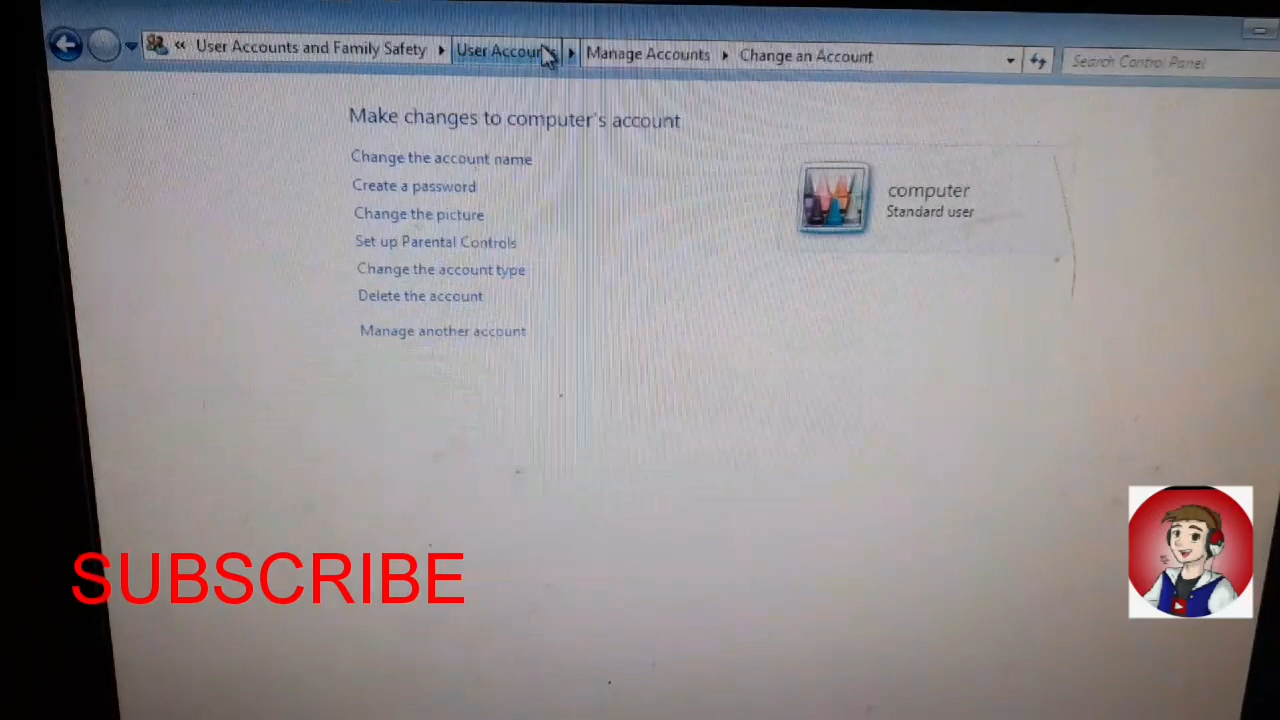 « User Accounts and Family Safety ▸ User Accounts ▸ Manage Accounts ▸ Change an Account
Search Control Panel
Make changes to computer's account
Change the account name
Create a password
Change the picture
Set up Parental Controls
Change the account type
Delete the account
Manage another account
computer
Standard user
SUBSCRIBE